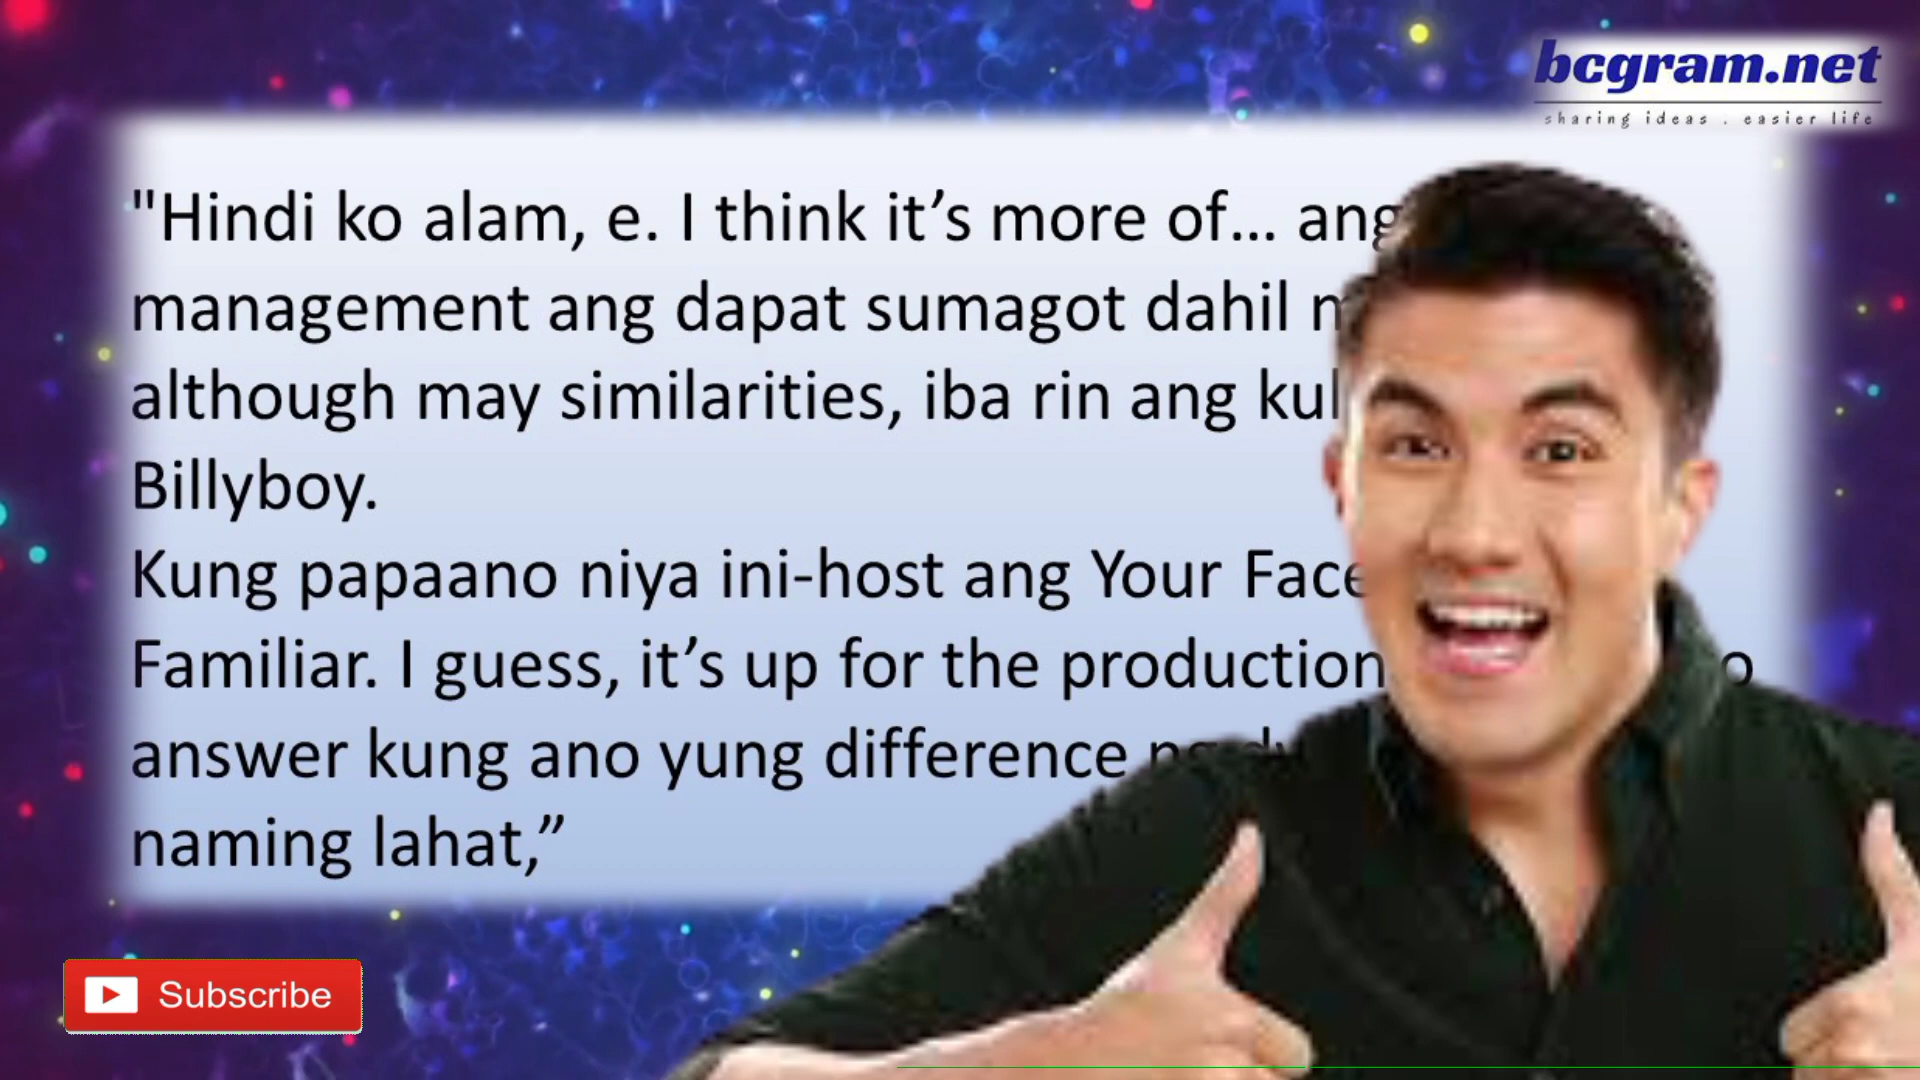 bcgram.net
sharing ideas . easier life
"Hindi ko alam, e. I think it’s more of... ang
management ang dapat sumagot dahil
although may similarities, iba rin ang
Billyboy.
Kung papaano niya ini-host ang Your Face
Familiar. I guess, it’s up for the production
answer kung ano yung difference ng
naming lahat,”
Subscribe